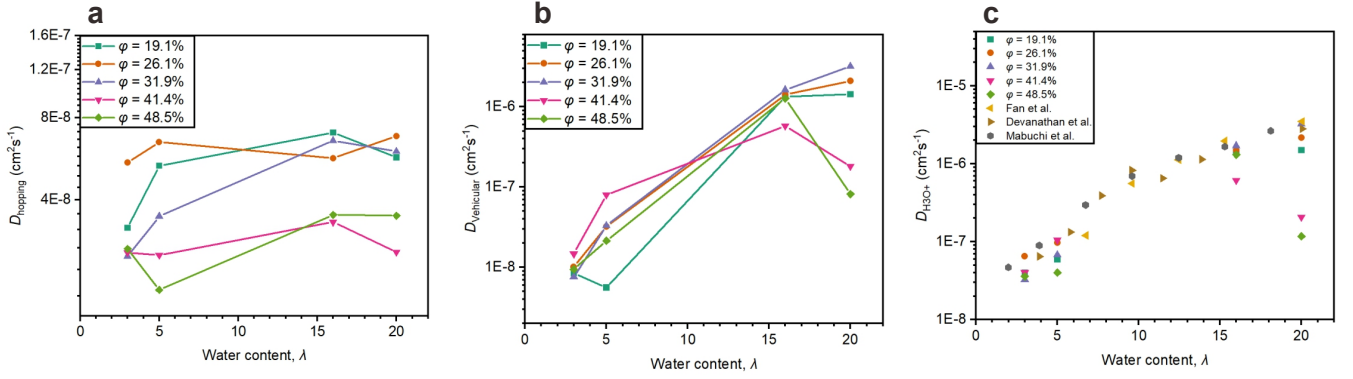 a
1.6E-7
1.2E-7
8E-8
4E-8
D hopping (cm²s⁻¹)
φ = 19.1%
φ = 26.1%
φ = 31.9%
φ = 41.4%
φ = 48.5%
0 5 10 15 20
Water content, λ
b
1E-6
1E-7
1E-8
D Vehicular (cm²s⁻¹)
φ = 19.1%
φ = 26.1%
φ = 31.9%
φ = 41.4%
φ = 48.5%
0 5 10 15 20
Water content, λ
c
1E-5
1E-6
1E-7
1E-8
D H3O+ (cm²s⁻¹)
φ = 19.1%
φ = 26.1%
φ = 31.9%
φ = 41.4%
φ = 48.5%
Fan et al.
Devanathan et al.
Mabuchi et al.
0 5 10 15 20
Water content, λ